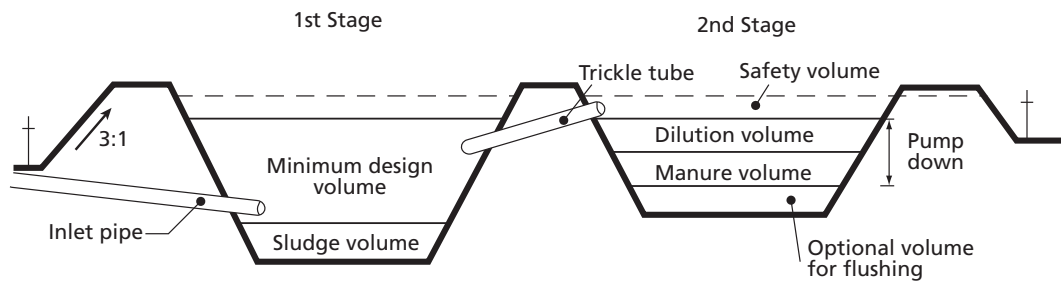 1st Stage
2nd Stage
Trickle tube
Safety volume
3:1
Minimum design
volume
Dilution volume
Manure volume
Pump
down
Inlet pipe
Sludge volume
Optional volume
for flushing